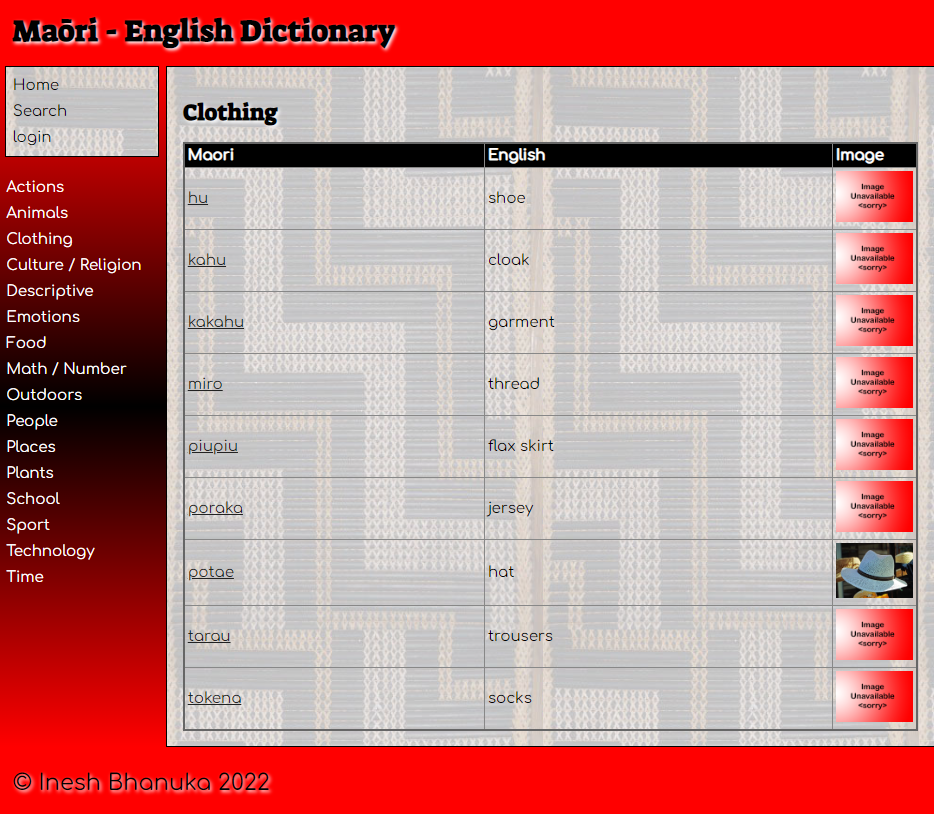 Maōri - English Dictionary
Home
Search
login
Actions
Animals
Clothing
Culture / Religion
Descriptive
Emotions
Food
Math / Number
Outdoors
People
Places
Plants
School
Sport
Technology
Time
Clothing
Maori English Image
hu shoe Image Unavailable <sorry>
kahu cloak Image Unavailable <sorry>
kakahu garment Image Unavailable <sorry>
miro thread Image Unavailable <sorry>
piupiu flax skirt Image Unavailable <sorry>
poraka jersey Image Unavailable <sorry>
potae hat
tarau trousers Image Unavailable <sorry>
tokena socks Image Unavailable <sorry>
© Inesh Bhanuka 2022